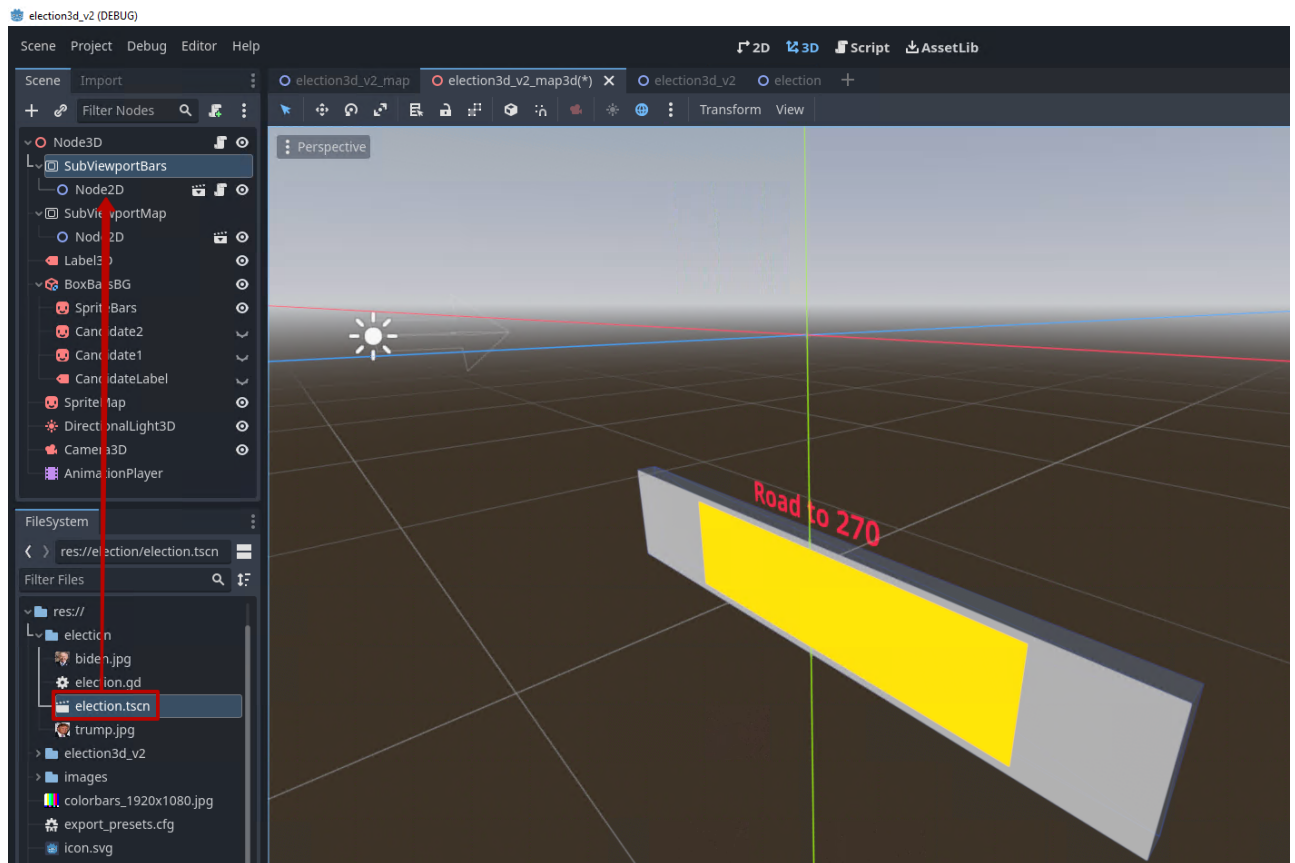 election3d_v2 (DEBUG)
Scene Project Debug Editor Help
2D 3D Script AssetLib
Scene Import
election3d_v2_map election3d_v2_map3d(*) election3d_v2 election
Filter Nodes
Transform View
Node3D
Perspective
SubViewportBars
Node2D
SubViewportMap
Node2D
Label3D
BoxBarsBG
SpriteBars
Candidate2
Candidate1
CandidateLabel
SpriteMap
DirectionalLight3D
Camera3D
AnimationPlayer
Road to 270
FileSystem
res://election/election.tscn
Filter Files
res://
election
biden.jpg
election.gd
election.tscn
trump.jpg
election3d_v2
images
colorbars_1920x1080.jpg
export_presets.cfg
icon.svg